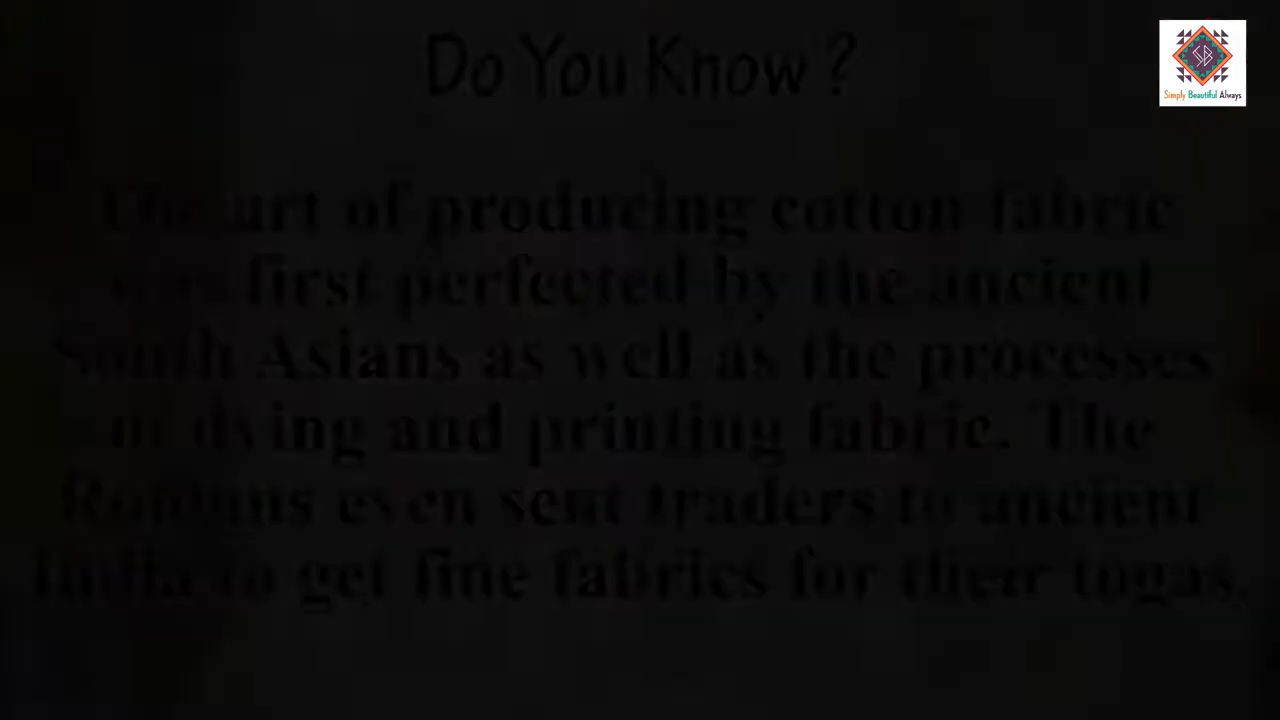 Do You Know ?
SB
Simply Beautiful Always
The art of producing cotton fabric
was first perfected by the ancient
South Asians as well as the processes
of dying and printing fabric. The
Romans even sent traders to ancient
India to get fine fabrics for their togas.